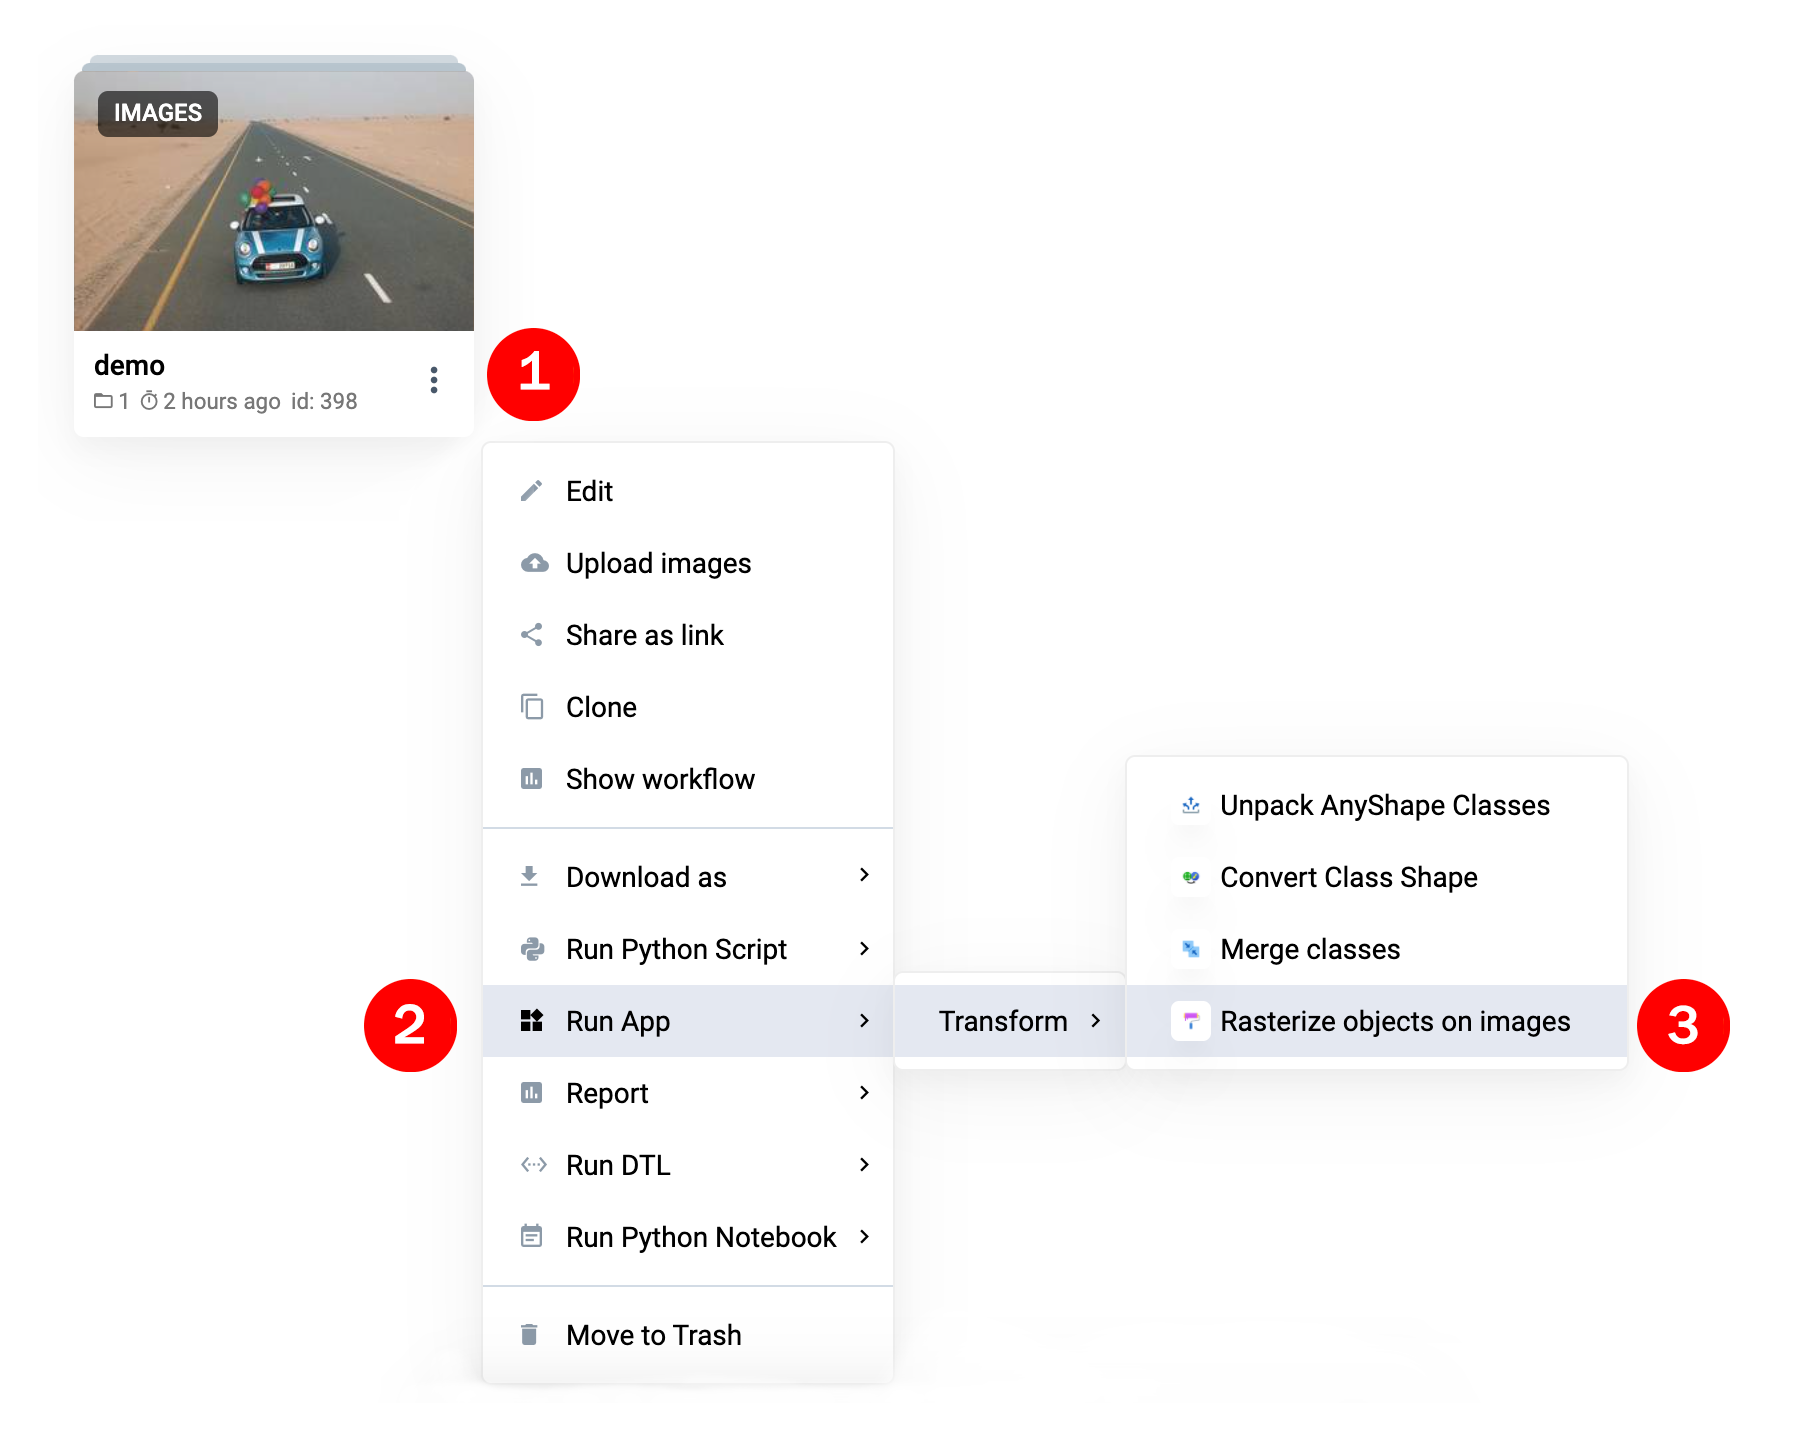 IMAGES
demo
1 2 hours ago id: 398
1
Edit
Upload images
Share as link
Clone
Show workflow
Download as
Run Python Script
2
Run App
Report
Run DTL
Run Python Notebook
Move to Trash
Transform
Unpack AnyShape Classes
Convert Class Shape
Merge classes
Rasterize objects on images
3